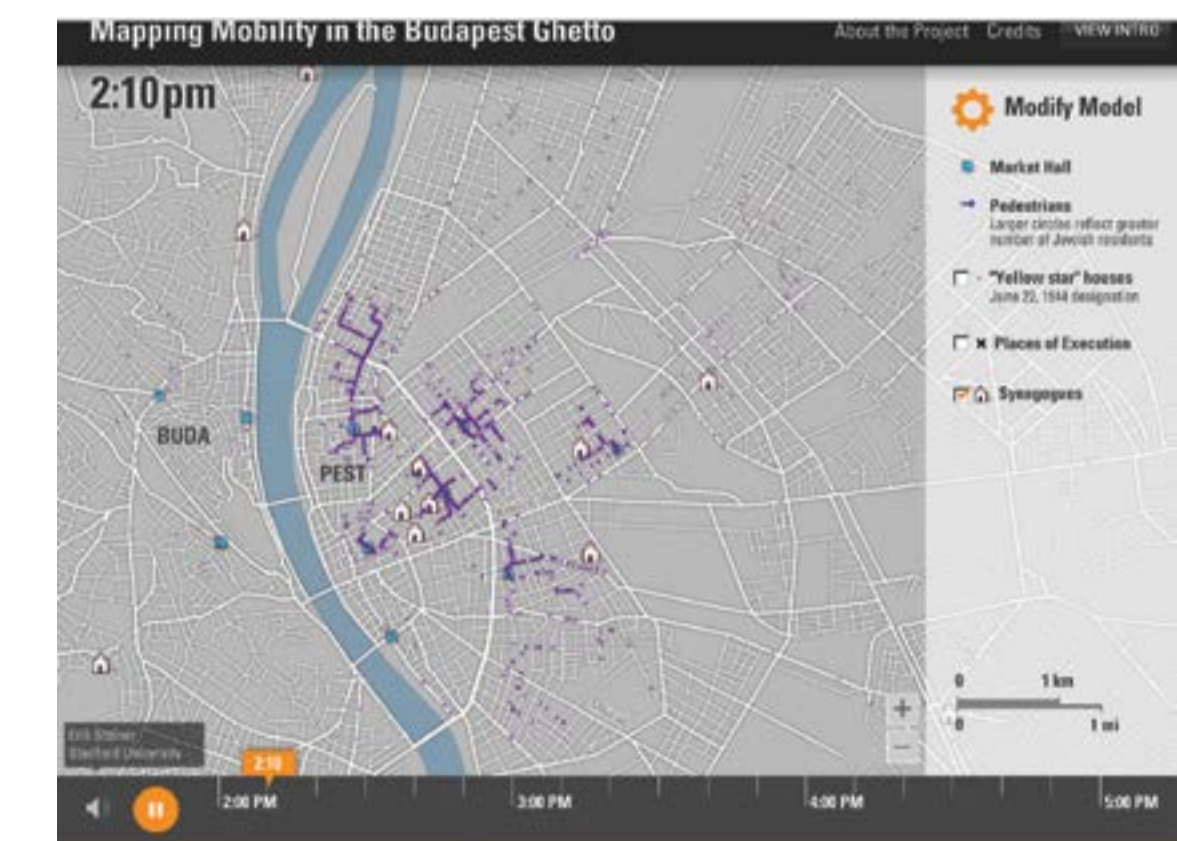 Mapping Mobility in the Budapest Ghetto
About the Project Credits VIEW INTRO
2:10pm
Modify Model
Market Hall
Pedestrians
Larger circles reflect greater
number of Jewish residents
"Yellow star" houses
June 22, 1944 designation
Places of Execution
Synagogues
BUDA
PEST
0 1 km
0 1 mi
+
−
Erik Steiner
Stanford University
2:10
2:00 PM 3:00 PM 4:00 PM 5:00 PM